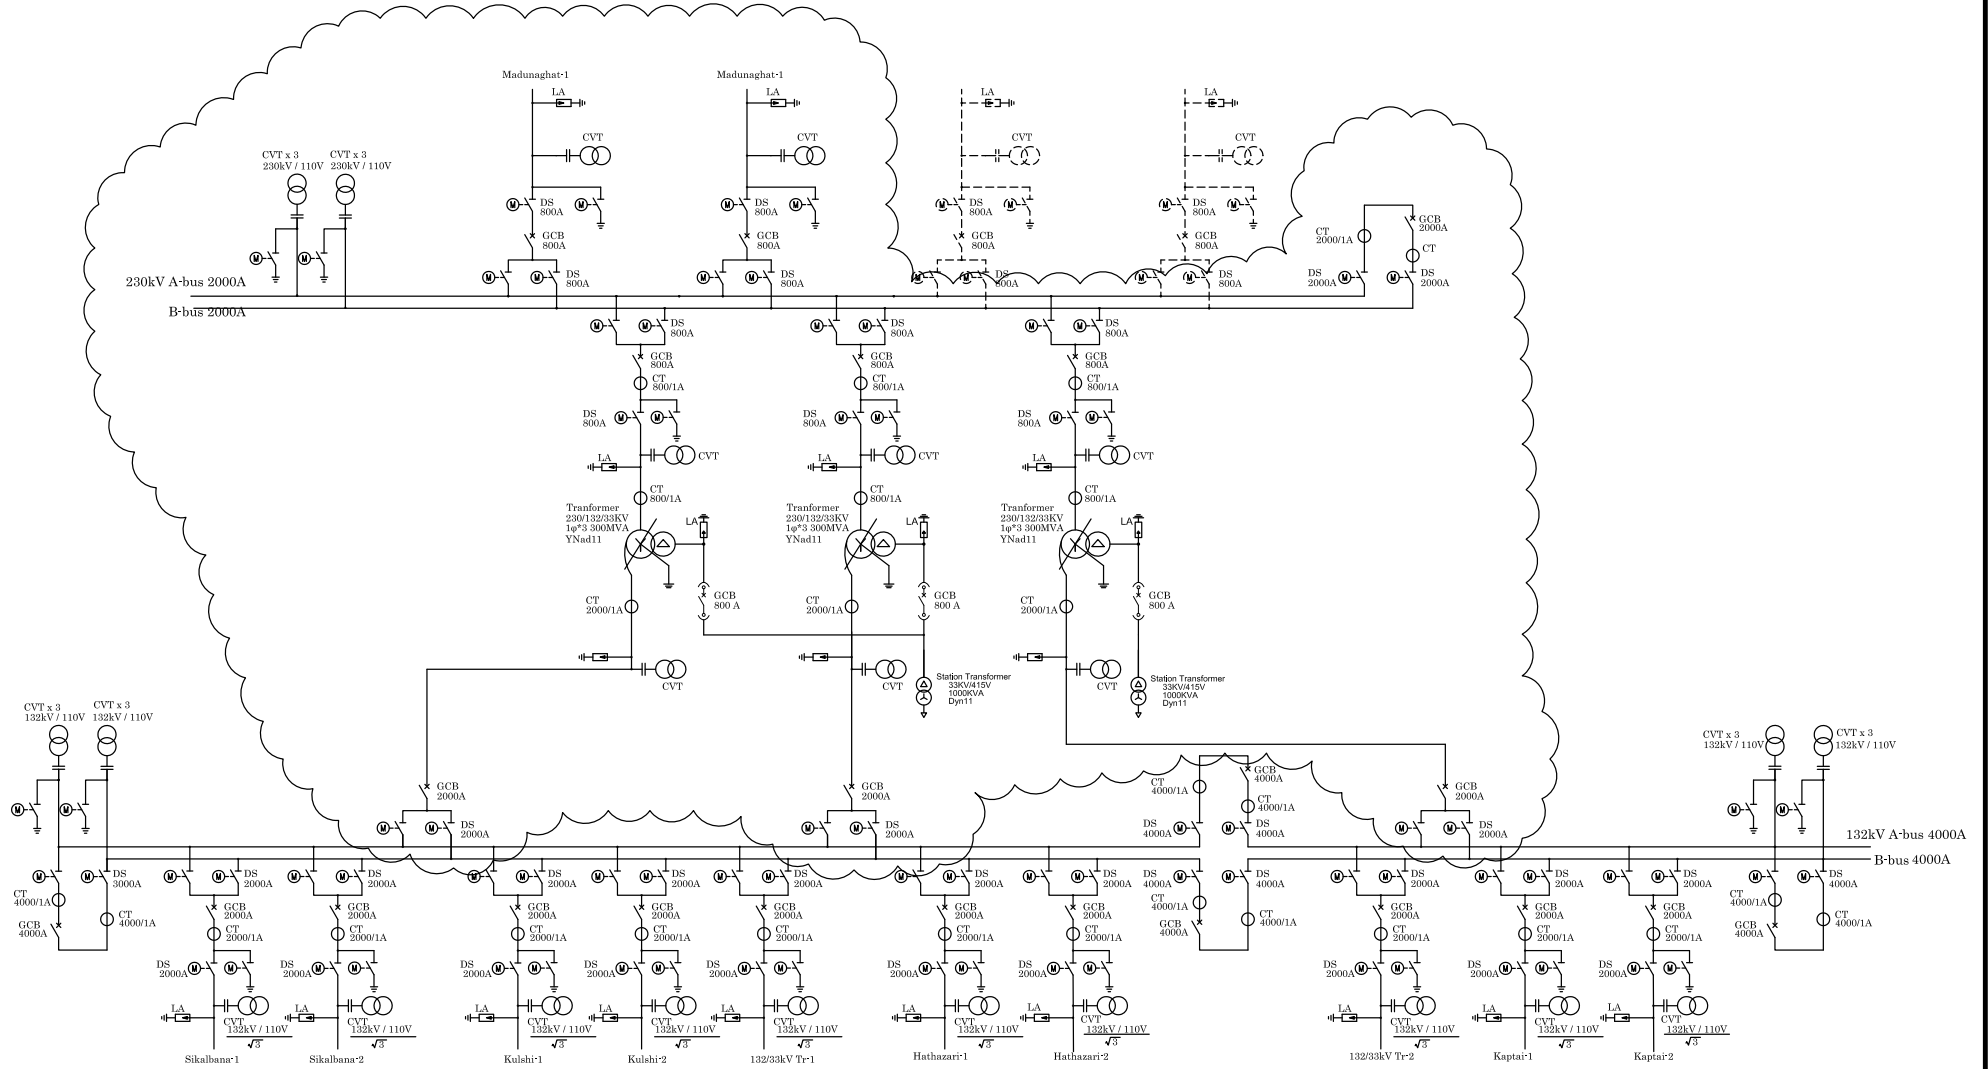 Madunaghat-1
Madunaghat-1
LA
LA
LA
LA
CVT
CVT
CVT
CVT
CVT x 3
230kV / 110V
CVT x 3
230kV / 110V
M
DS
800A
M
M
DS
800A
M
M
DS
800A
M
M
DS
800A
M
GCB
800A
GCB
800A
GCB
800A
GCB
800A
CT
2000/1A
GCB
2000A
CT
M
M
M
M
DS
800A
M
M
DS
800A
M
M
DS
800A
M
M
DS
800A
DS
2000A
M
M
DS
2000A
230kV A-bus 2000A
B-bus 2000A
M
M
DS
800A
M
M
DS
800A
M
M
DS
800A
GCB
800A
GCB
800A
GCB
800A
CT
800/1A
CT
800/1A
CT
800/1A
DS
800A
M
M
DS
800A
M
M
DS
800A
M
M
LA
CVT
LA
CVT
LA
CVT
CT
800/1A
CT
800/1A
CT
800/1A
Tranformer
230/132/33KV
1φ*3 300MVA
YNad11
LA
Tranformer
230/132/33KV
1φ*3 300MVA
YNad11
LA
Tranformer
230/132/33KV
1φ*3 300MVA
YNad11
LA
CT
2000/1A
GCB
800 A
CT
2000/1A
GCB
800 A
CT
2000/1A
GCB
800 A
CVT
CVT
CVT
Station Transformer
33KV/415V
1000KVA
Dyn11
Station Transformer
33KV/415V
1000KVA
Dyn11
CVT x 3
132kV / 110V
CVT x 3
132kV / 110V
CVT x 3
132kV / 110V
CVT x 3
132kV / 110V
M
M
M
M
GCB
2000A
GCB
2000A
CT
4000/1A
GCB
4000A
CT
4000/1A
GCB
2000A
M
M
DS
2000A
M
M
DS
2000A
DS
4000A
M
M
DS
4000A
M
M
DS
2000A
132kV A-bus 4000A
B-bus 4000A
M
M
DS
3000A
M
M
DS
2000A
M
M
DS
2000A
M
M
DS
2000A
M
M
DS
2000A
M
M
DS
2000A
M
M
DS
2000A
M
M
DS
2000A
DS
4000A
M
M
DS
4000A
M
M
DS
2000A
M
M
DS
2000A
M
M
DS
2000A
M
M
DS
4000A
CT
4000/1A
CT
4000/1A
GCB
4000A
GCB
2000A
GCB
2000A
GCB
2000A
GCB
2000A
GCB
2000A
GCB
2000A
GCB
2000A
CT
4000/1A
CT
4000/1A
GCB
4000A
GCB
2000A
GCB
2000A
GCB
2000A
CT
4000/1A
CT
4000/1A
GCB
4000A
CT
2000/1A
CT
2000/1A
CT
2000/1A
CT
2000/1A
CT
2000/1A
CT
2000/1A
CT
2000/1A
CT
2000/1A
CT
2000/1A
CT
2000/1A
DS
2000A
M
M
DS
2000A
M
M
DS
2000A
M
M
DS
2000A
M
M
DS
2000A
M
M
DS
2000A
M
M
DS
2000A
M
M
DS
2000A
M
M
DS
2000A
M
M
DS
2000A
M
M
LA
CVT
132kV / 110V
√3
LA
CVT
132kV / 110V
√3
LA
CVT
132kV / 110V
√3
LA
CVT
132kV / 110V
√3
LA
CVT
132kV / 110V
√3
LA
CVT
132kV / 110V
√3
LA
CVT
132kV / 110V
√3
LA
CVT
132kV / 110V
√3
LA
CVT
132kV / 110V
√3
LA
CVT
132kV / 110V
√3
Sikalbana-1
Sikalbana-2
Kulshi-1
Kulshi-2
132/33kV Tr-1
Hathazari-1
Hathazari-2
132/33kV Tr-2
Kaptai-1
Kaptai-2